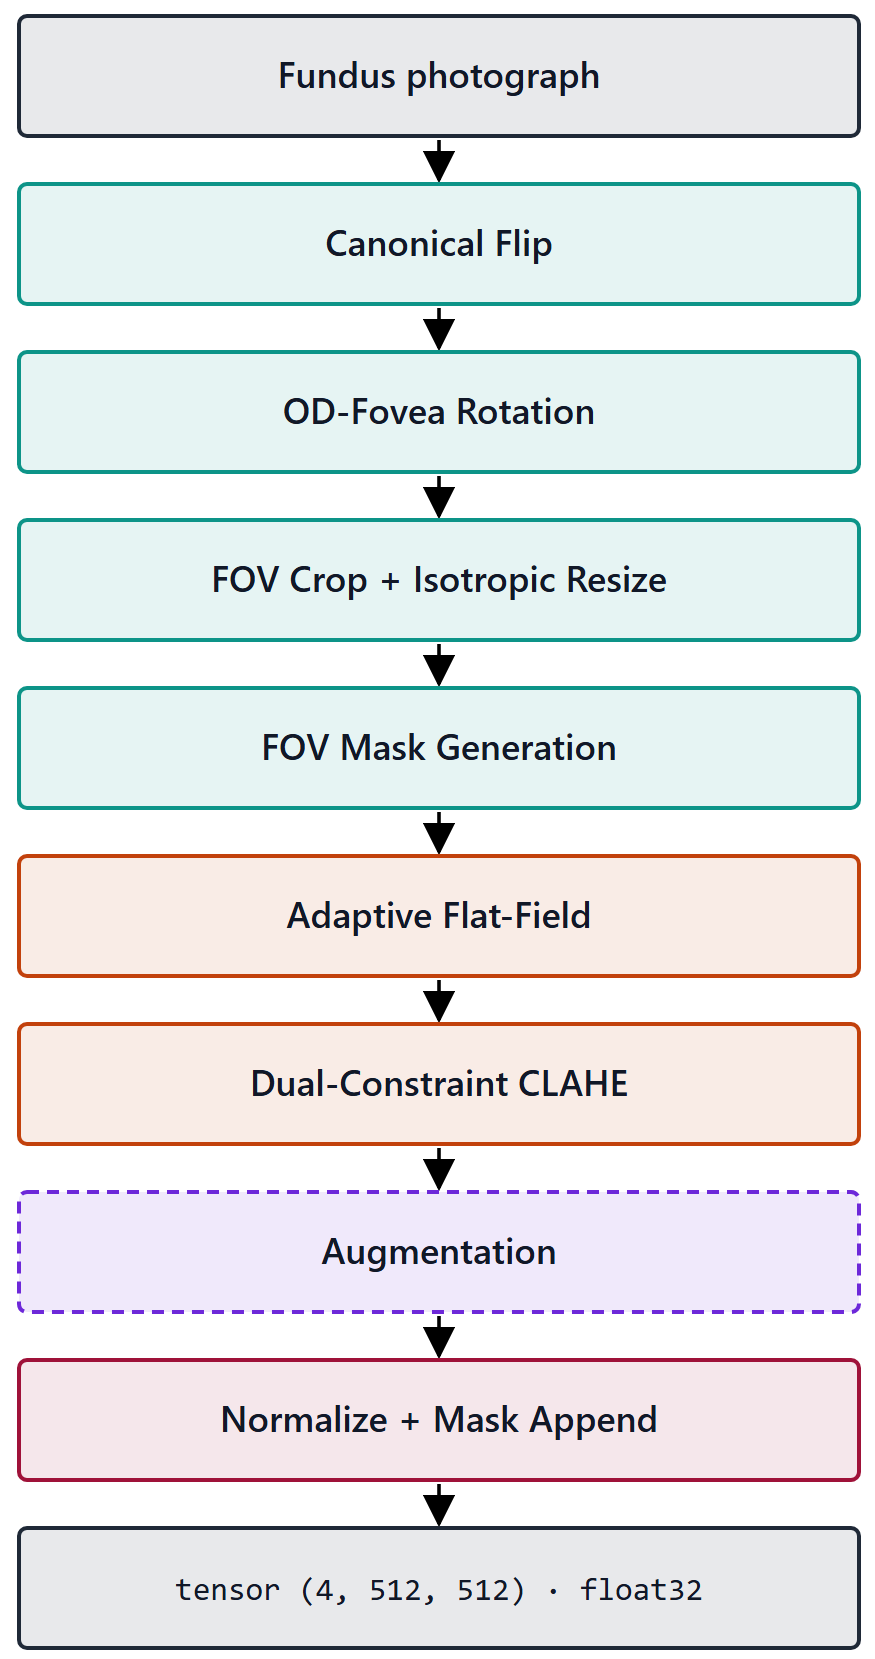 Fundus photograph
Canonical Flip
OD-Fovea Rotation
FOV Crop + Isotropic Resize
FOV Mask Generation
Adaptive Flat-Field
Dual-Constraint CLAHE
Augmentation
Normalize + Mask Append
tensor (4, 512, 512) · float32